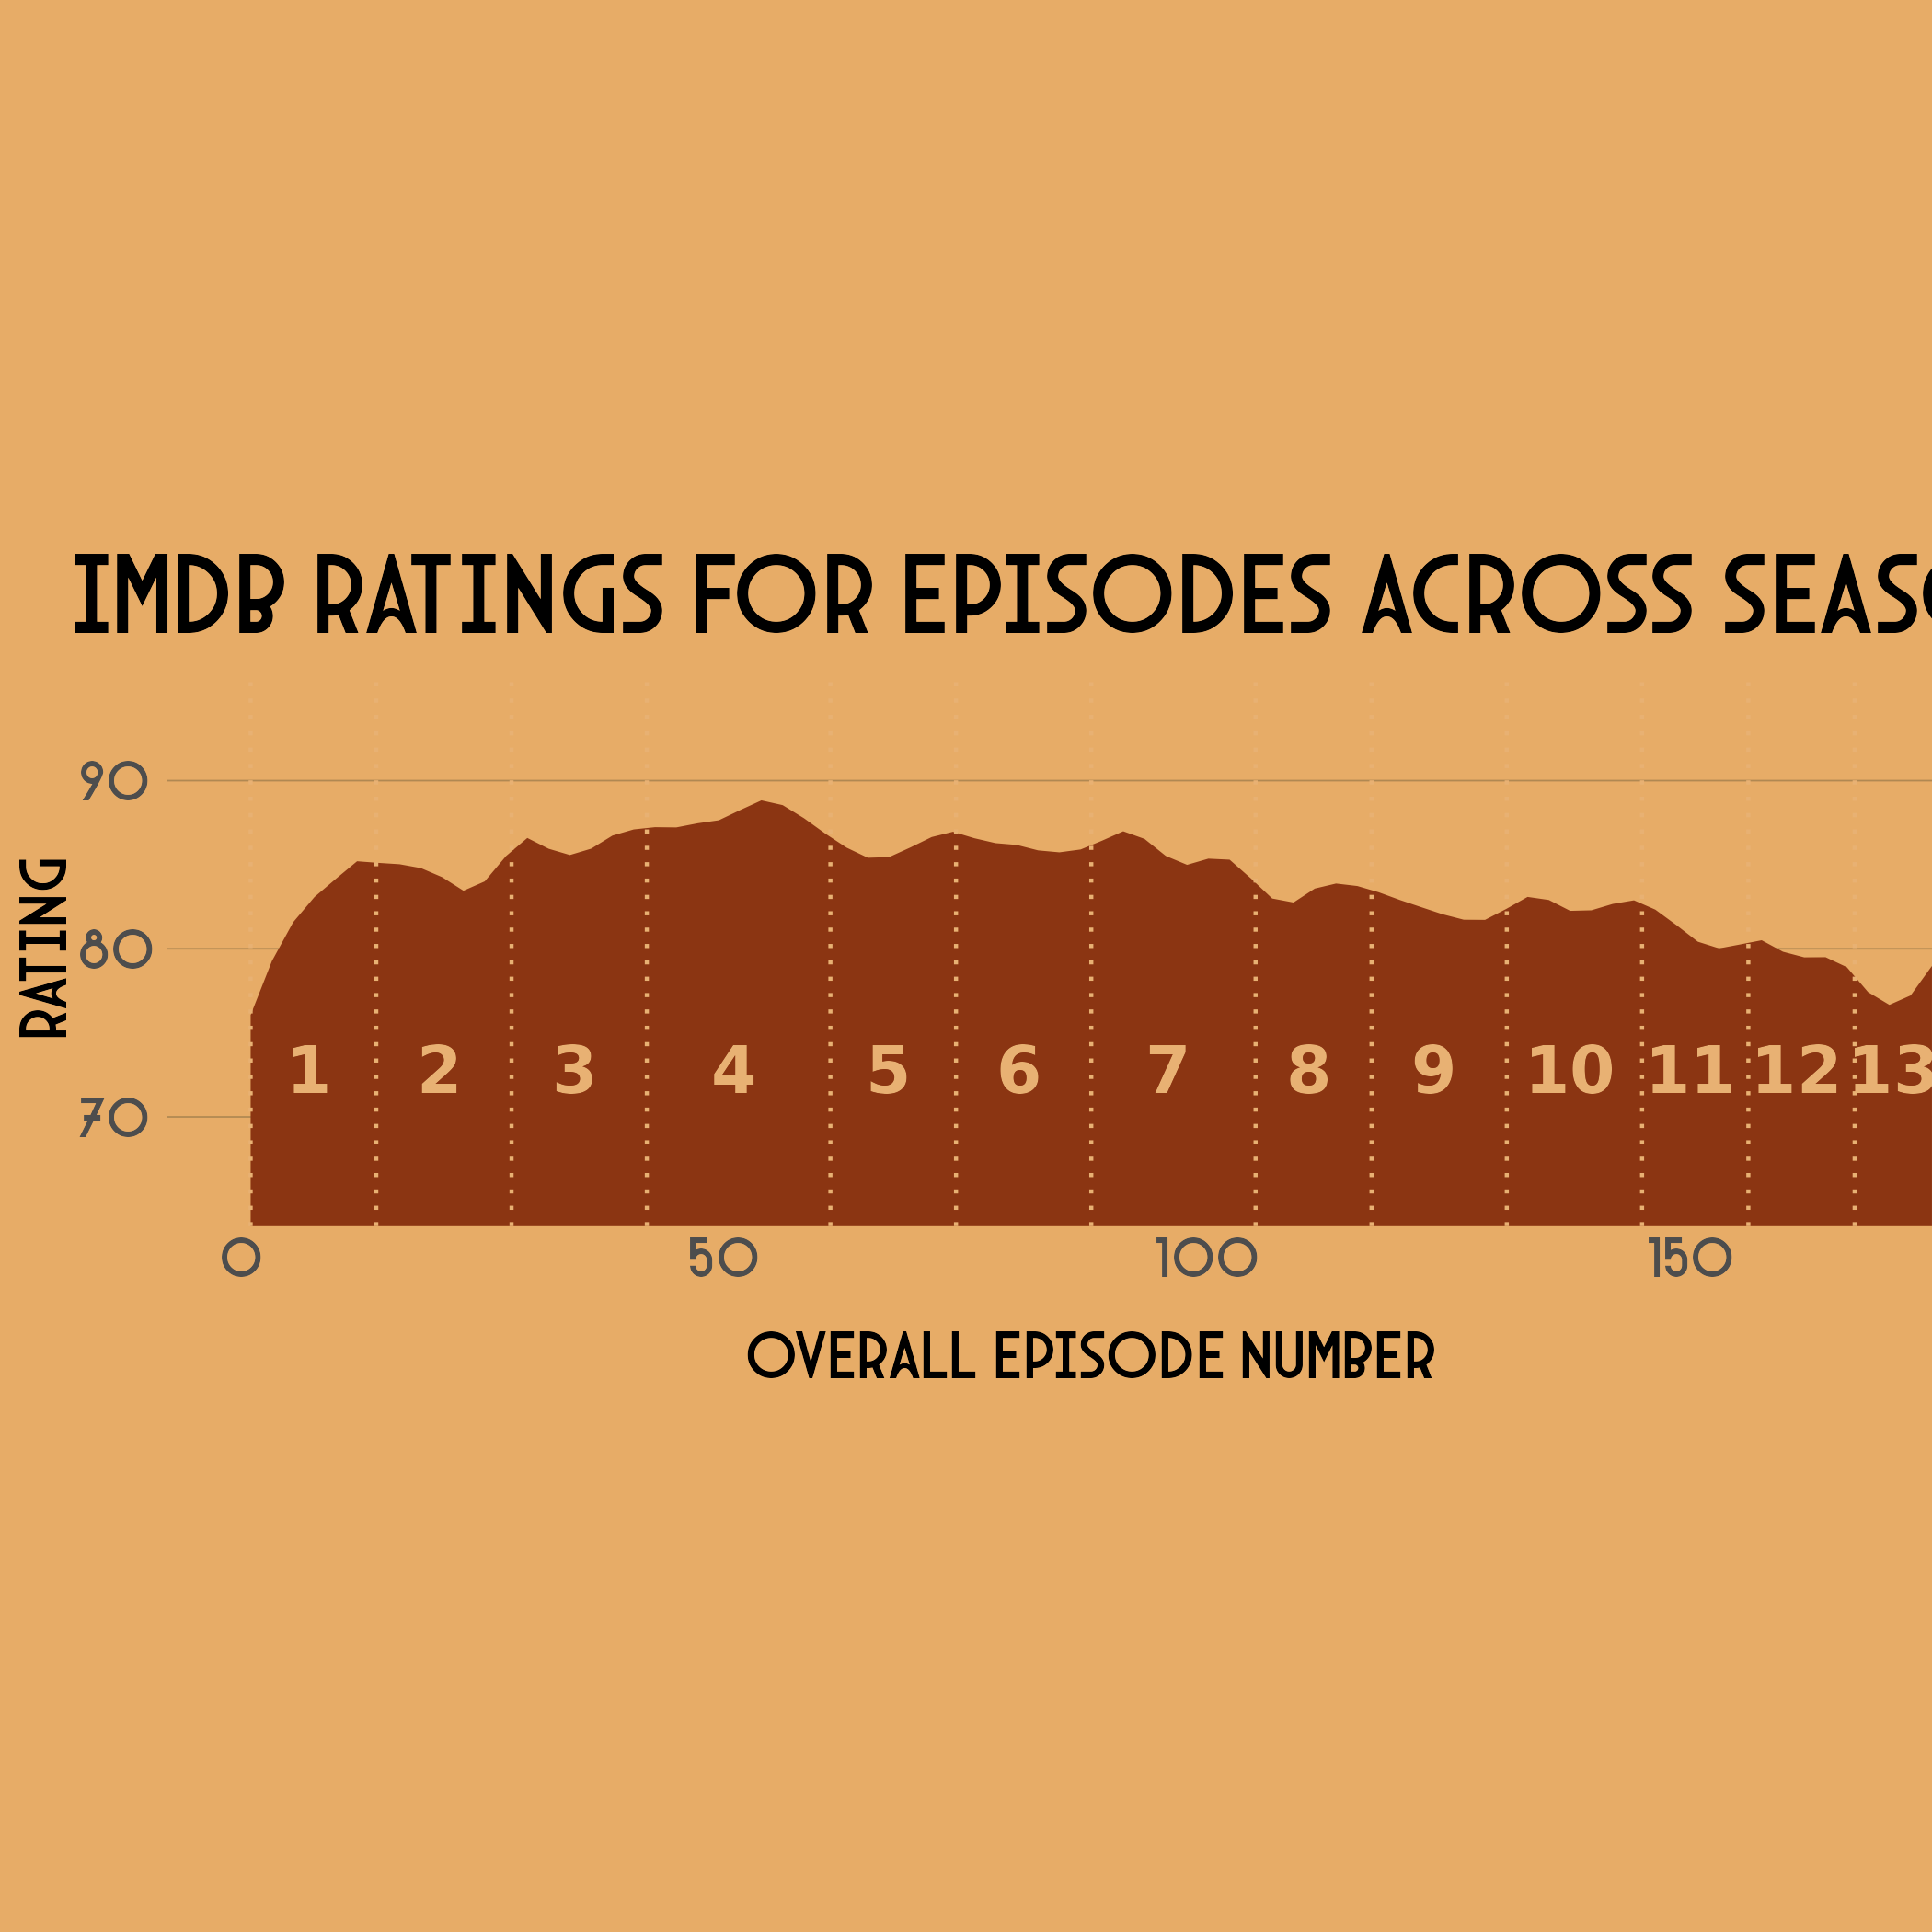 IMDB RATINGS FOR EPISODES ACROSS
90
80
70
RATING
1 2 3 4 5 6 7 8 9 10 11 12 13
0 50 100 150
OVERALL EPISODE NUMBER